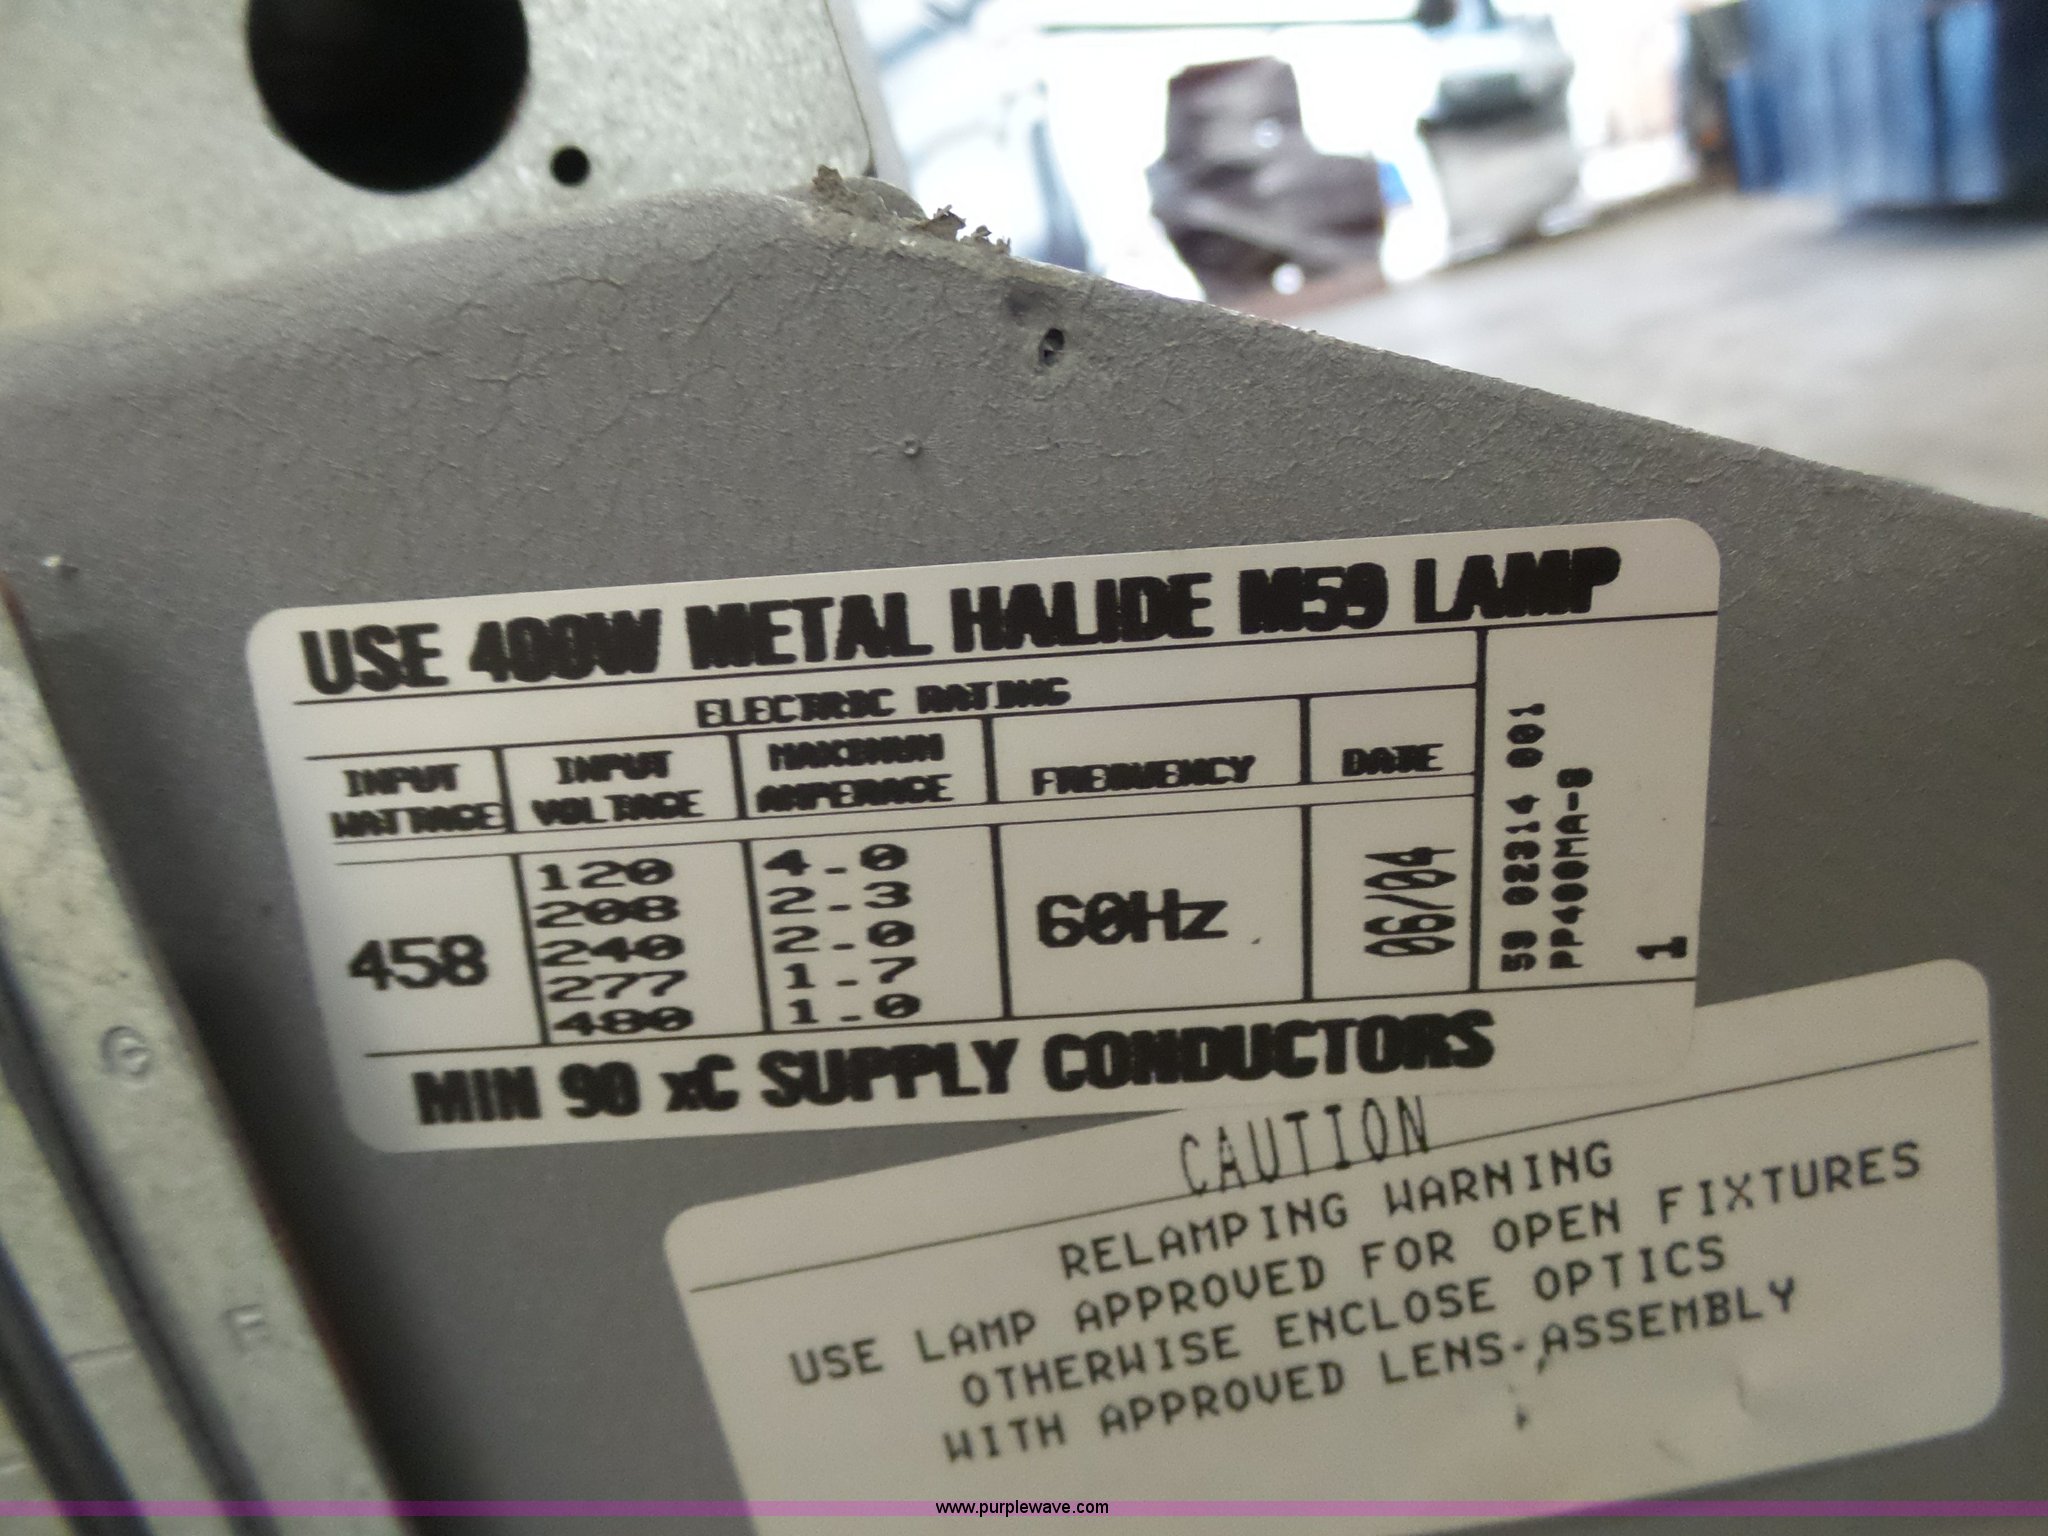 USE 400W METAL HALIDE M59 LAMP
ELECTRIC RATING
INPUT WATTAGE
INPUT VOLTAGE
MAXIMUM AMPERAGE
FREQUENCY
DATE
458
120 4.0
208 2.3
240 2.0
277 1.7
480 1.0
60Hz
06/04
59 02314 001
PP400MA-8
1
MIN 90 xC SUPPLY CONDUCTORS
CAUTION
RELAMPING WARNING
USE LAMP APPROVED FOR OPEN FIXTURES
OTHERWISE ENCLOSE OPTICS
WITH APPROVED LENS ASSEMBLY
www.purplewave.com